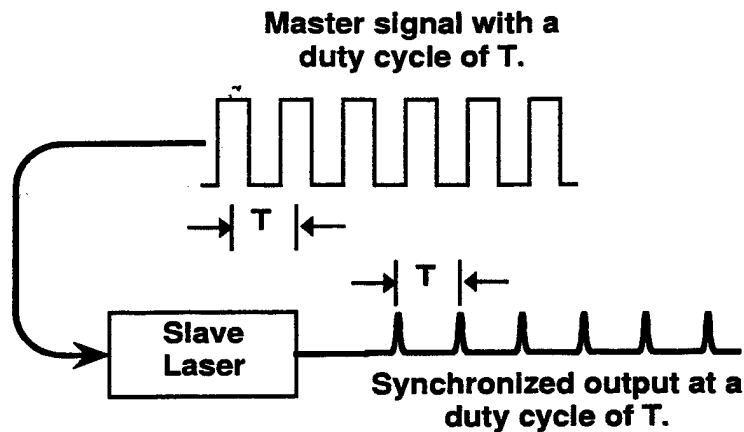 Master signal with a
duty cycle of T.
T
T
Slave
Laser
Synchronized output at a
duty cycle of T.